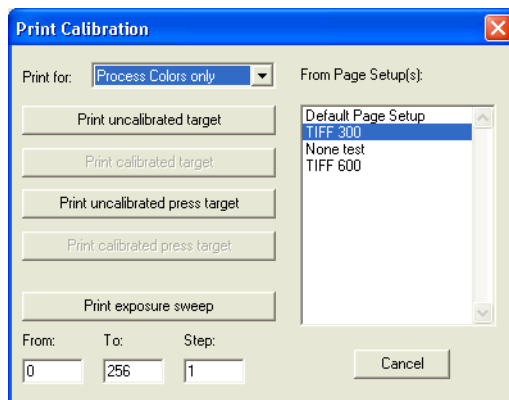 Print Calibration
Print for: Process Colors only
Print uncalibrated target
Print calibrated target
Print uncalibrated press target
Print calibrated press target
Print exposure sweep
From: To: Step:
0 256 1
From Page Setup(s):
Default Page Setup
TIFF 300
None test
TIFF 600
Cancel